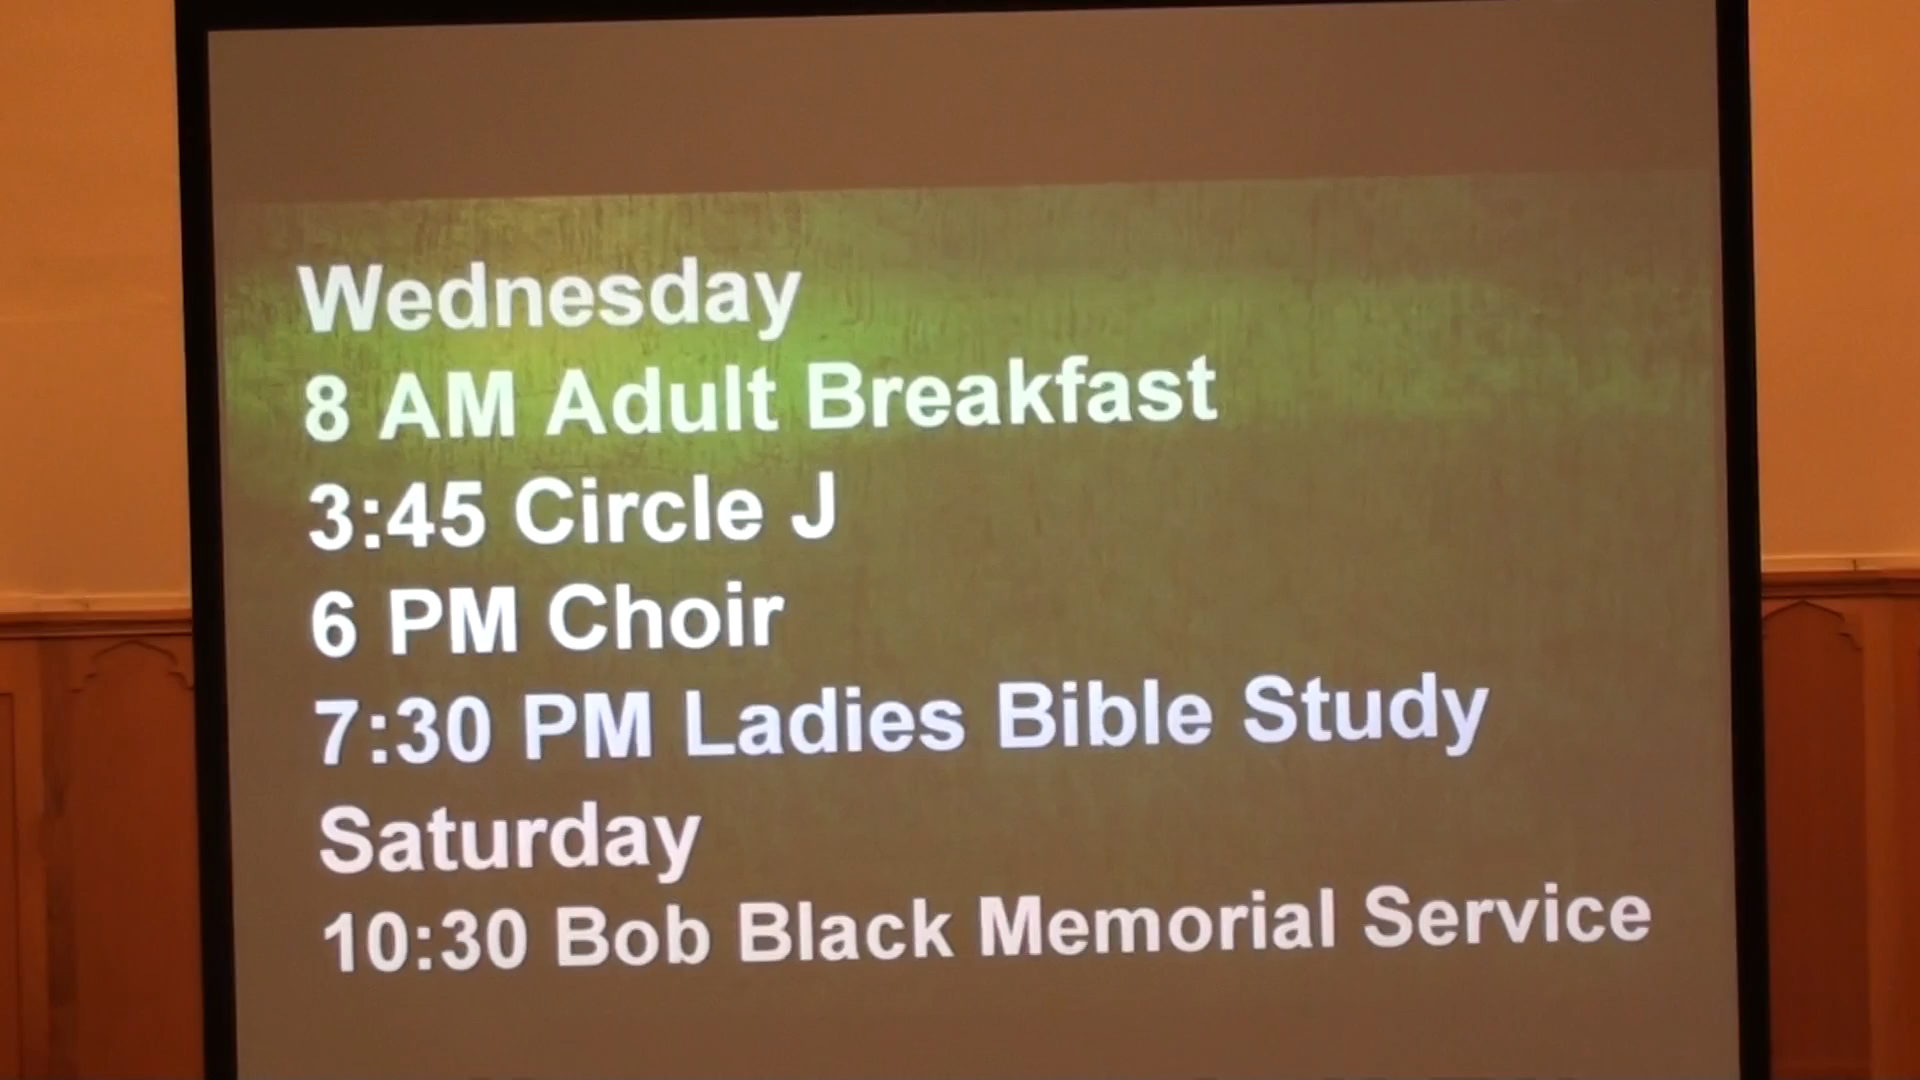 Wednesday
8 AM Adult Breakfast
3:45 Circle J
6 PM Choir
7:30 PM Ladies Bible Study
Saturday
10:30 Bob Black Memorial Service